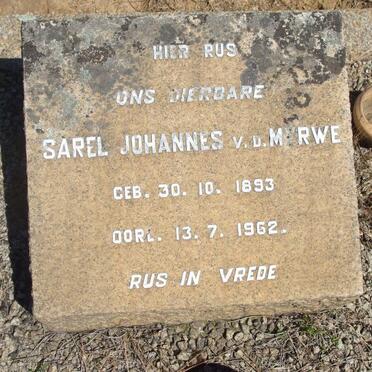 HIER RUS
ONS DIERBARE
SAREL JOHANNES V.D. MERWE
GEB. 30. 10. 1893
OORL. 13. 7. 1962.
RUS IN VREDE